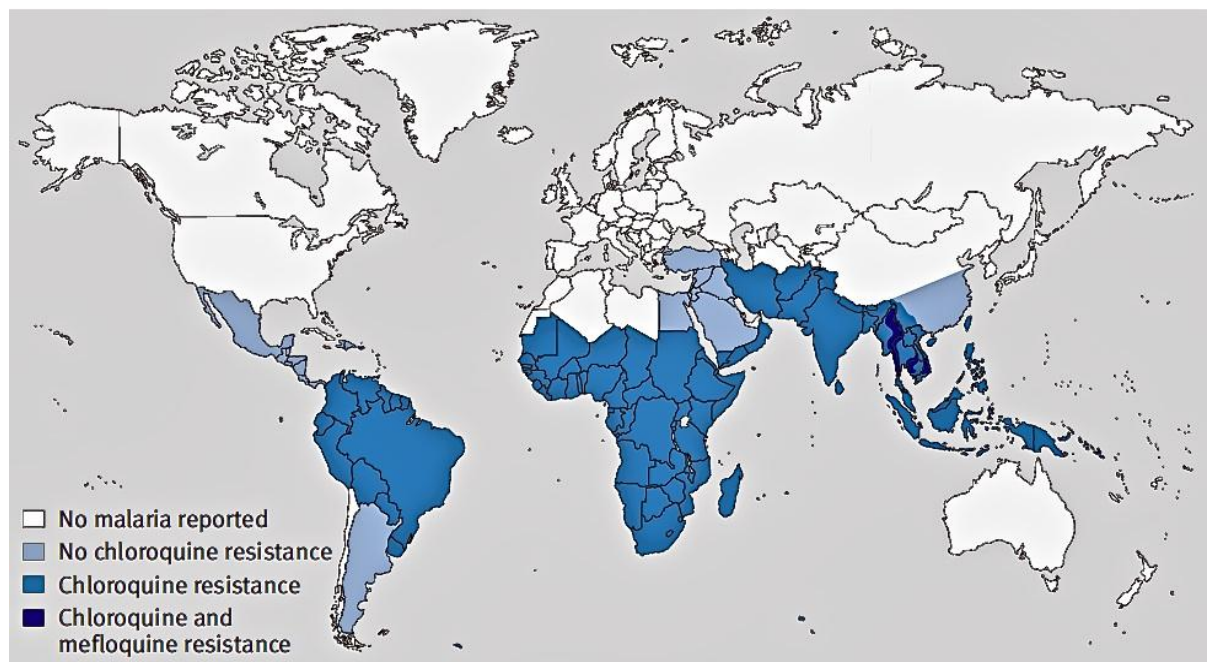 No malaria reported
No chloroquine resistance
Chloroquine resistance
Chloroquine and
mefloquine resistance